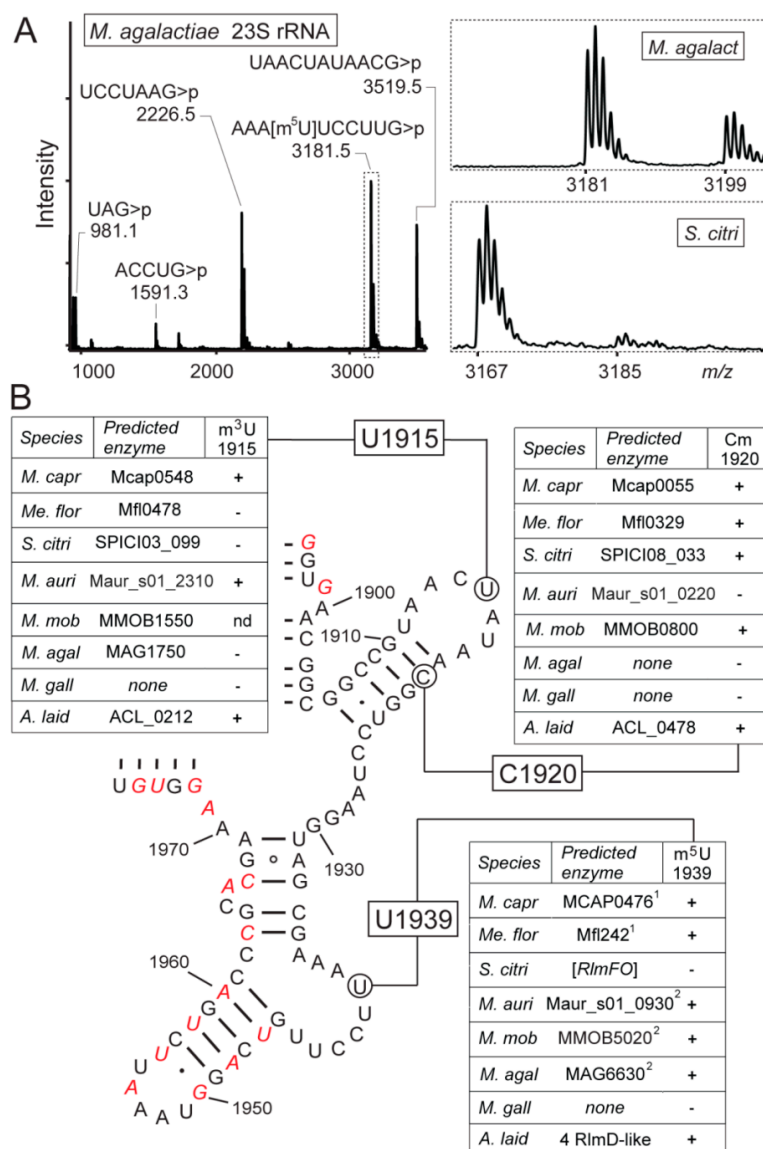 A
M. agalactiae 23S rRNA
UAACUAUAACG>p
3519.5
UCCUAAG>p
2226.5
AAA[m⁵U]UCCUUG>p
3181.5
UAG>p
981.1
ACCUG>p
1591.3
Intensity
1000 2000 3000
M. agalact
3181 3199
S. citri
3167 3185 m/z
B
Species Predicted enzyme m³U 1915
M. capr Mcap0548 +
Me. flor Mfl0478 -
S. citri SPICI03_099 -
M. auri Maur_s01_2310 +
M. mob MMOB1550 nd
M. agal MAG1750 -
M. gall none -
A. laid ACL_0212 +
U1915
Species Predicted enzyme Cm 1920
M. capr Mcap0055 +
Me. flor Mfl0329 +
S. citri SPICI08_033 +
M. auri Maur_s01_0220 -
M. mob MMOB0800 +
M. agal none -
M. gall none -
A. laid ACL_0478 +
C1920
1900
1910
1930
1970
1960
1950
U1939
Species Predicted enzyme m⁵U 1939
M. capr MCAP0476¹ +
Me. flor Mfl242¹ +
S. citri [RlmFO] -
M. auri Maur_s01_0930² +
M. mob MMOB5020² +
M. agal MAG6630² +
M. gall none -
A. laid 4 RlmD-like +